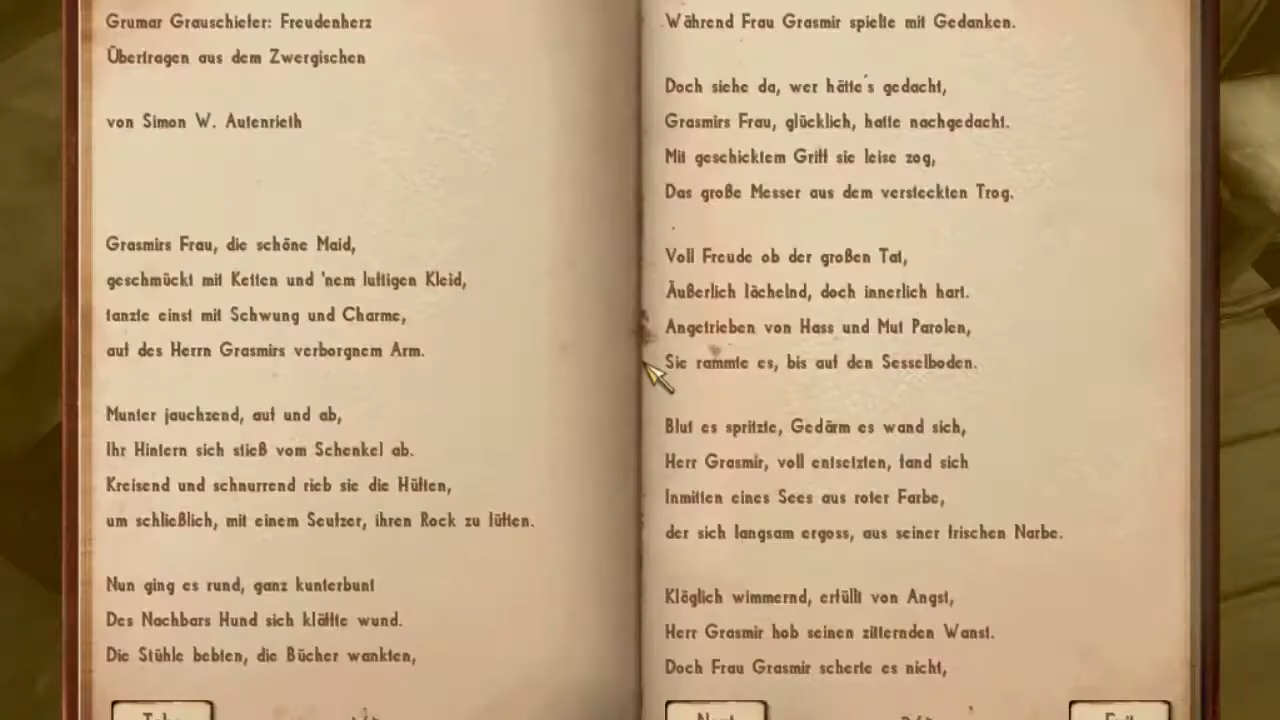 Grumar Grauschiefer: Freudenherz
Übertragen aus dem Zwergischen
von Simon W. Autenrieth
Grasmirs Frau, die schöne Maid,
geschmückt mit Ketten und 'nem luftigen Kleid,
tanzte einst mit Schwung und Charme,
auf des Herrn Grasmirs verborgnem Arm.
Munter jauchzend, auf und ab,
Ihr Hintern sich stieß vom Schenkel ab.
Kreisend und schnurrend rieb sie die Hüften,
um schließlich, mit einem Seufzer, ihren Rock zu lüften.
Nun ging es rund, ganz kunterbunt
Des Nachbars Hund sich kläffte wund.
Die Stühle bebten, die Bücher wankten,
Während Frau Grasmir spielte mit Gedanken.
Doch siehe da, wer hätte´s gedacht,
Grasmirs Frau, glücklich, hatte nachgedacht.
Mit geschicktem Griff sie leise zog,
Das große Messer aus dem versteckten Trog.
Voll Freude ob der großen Tat,
Äußerlich lächelnd, doch innerlich hart.
Angetrieben von Hass und Mut Parolen,
Sie rammte es, bis auf den Sesselboden.
Blut es spritzte, Gedärm es wand sich,
Herr Grasmir, voll entsetzten, fand sich
Inmitten eines Sees aus roter Farbe,
der sich langsam ergoss, aus seiner frischen Narbe.
Kläglich wimmernd, erfüllt von Angst,
Herr Grasmir hob seinen zitternden Wanst.
Doch Frau Grasmir scherte es nicht,